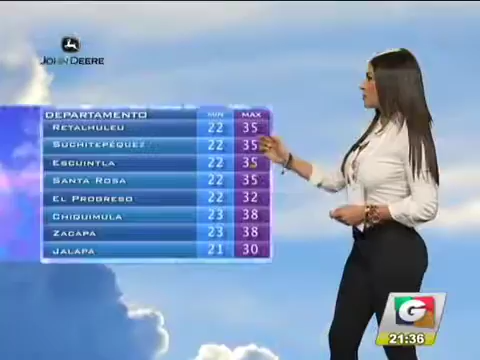 JOHN DEERE
DEPARTAMENTO MIN MAX
RETALHULEU 22 35
SUCHITEPÉQUEZ 22 35
ESCUINTLA 22 35
SANTA ROSA 22 35
EL PROGRESO 22 32
CHIQUIMULA 23 38
ZACAPA 23 38
JALAPA 21 30
G
21:36